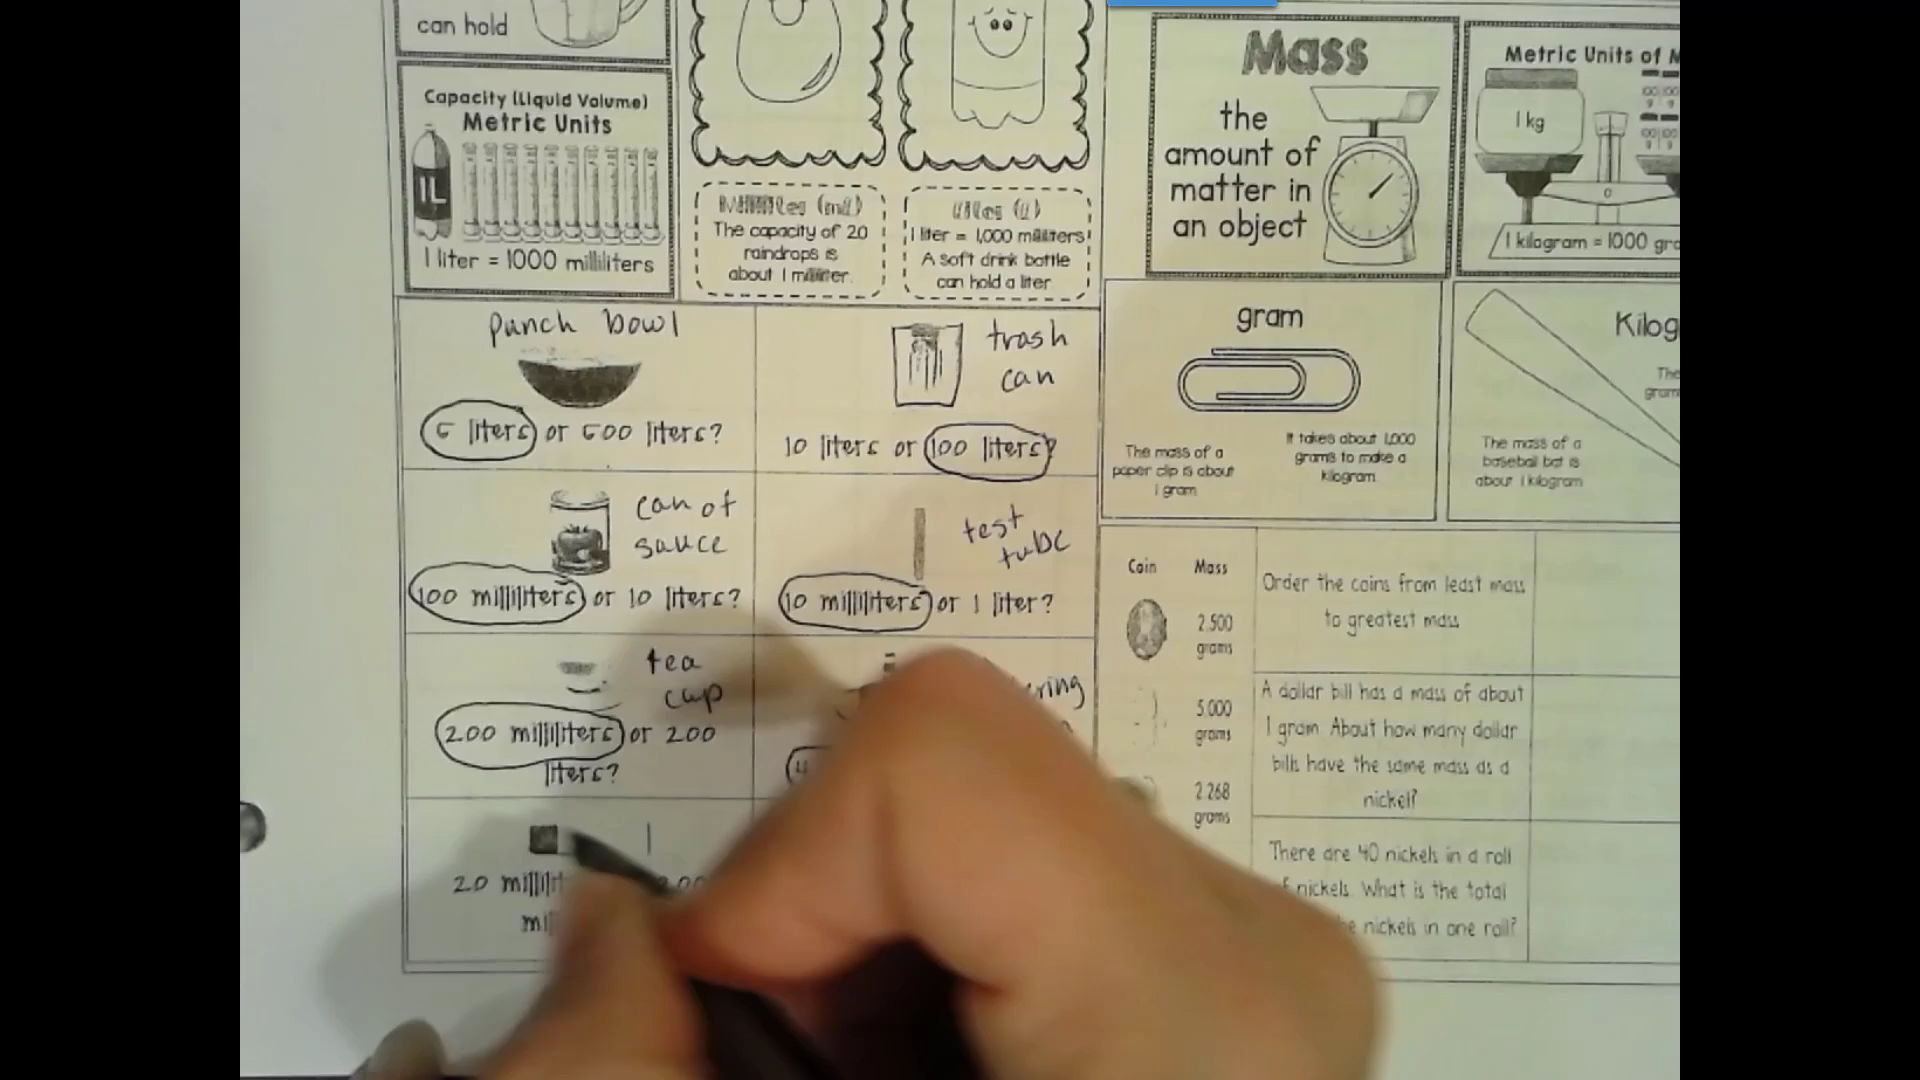 can hold
Capacity (Liquid Volume)
Metric Units
1L
1 liter = 1000 milliliters
(mL)
The capacity of 20
raindrops is
about 1 milliliter.
(L)
1 liter = 1,000 milliliters
A soft drink bottle
can hold a liter
punch bowl
5 liters or 500 liters?
trash
can
10 liters or 100 liters?
can of
sauce
100 milliliters or 10 liters?
test
tube
10 milliliters or 1 liter?
tea
cup
200 milliliters or 200
liters?
20
Mass
the
amount of
matter in
an object
Metric Units of
1 kg
1 kilogram = 1000
gram
The mass of a
paper clip is about
1 gram
It takes about 1,000
grams to make a
kilogram
The mass of a
baseball bat is
about 1 kilogram
Coin Mass
2.500
grams
5.000
grams
2.268
grams
Order the coins from least mass
to greatest mass
A dollar bill has a mass of about
1 gram. About how many dollar
bills have the same mass as a
nickel?
There are 40 nickels in a roll
nickels. What is the total
nickels in one roll?